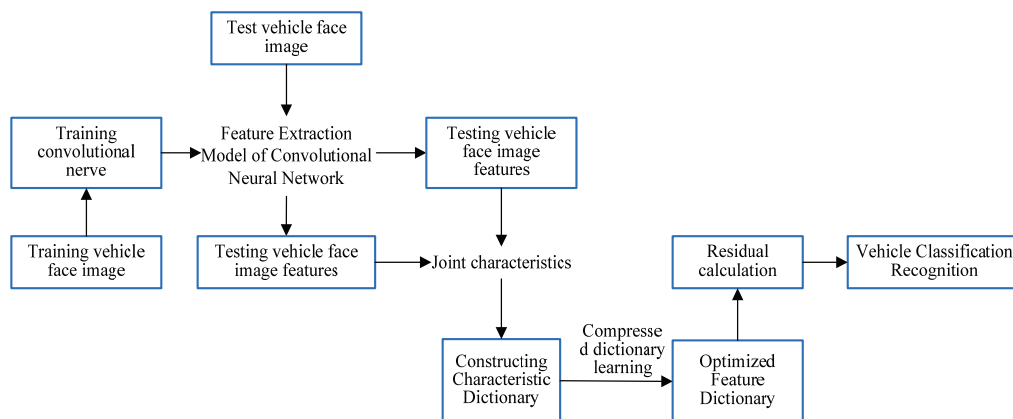 Test vehicle face
image
Training
convolutional
nerve
Feature Extraction
Model of Convolutional
Neural Network
Testing vehicle
face image
features
Training vehicle
face image
Testing vehicle face
image features
Joint characteristics
Residual
calculation
Vehicle Classification
Recognition
Constructing
Characteristic
Dictionary
Compresse
d dictionary
learning
Optimized
Feature
Dictionary